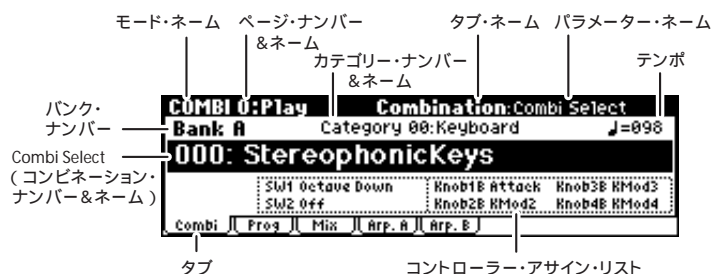 モード・ネーム ページ・ナンバー
&ネーム タブ・ネーム パラメーター・ネーム
カテゴリー・ナンバー
&ネーム テンポ
バンク・
ナンバー
COMBI 0:Play Combination:Combi Select
Bank A Category 00:Keyboard ♩=098
Combi Select
(コンビネーション・
ナンバー&ネーム)
000: StereophonicKeys
SW1 Octave Down Knob1B Attack Knob3B KMod3
SW2 Off Knob2B KMod2 Knob4B KMod4
Combi Prog Mix Arp. A Arp. B
タブ コントローラー・アサイン・リスト